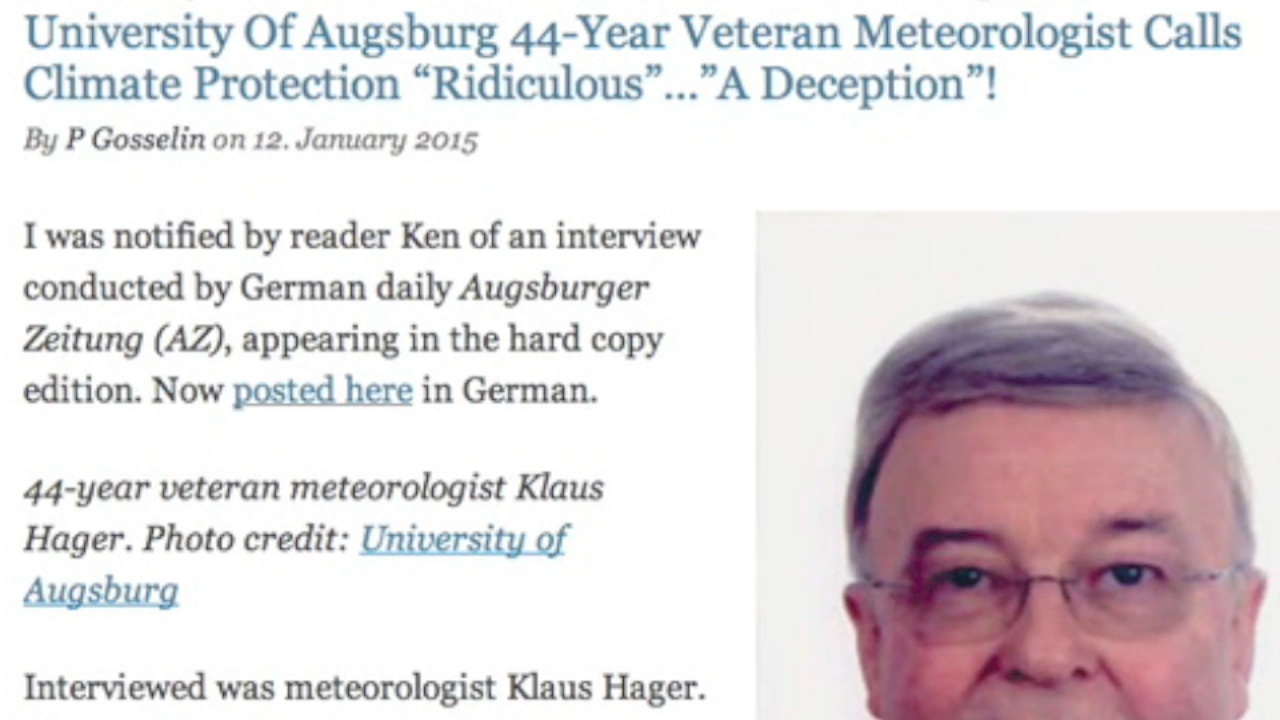 University Of Augsburg 44-Year Veteran Meteorologist Calls
Climate Protection “Ridiculous”...”A Deception”!
By P Gosselin on 12. January 2015
I was notified by reader Ken of an interview
conducted by German daily Augsburger
Zeitung (AZ), appearing in the hard copy
edition. Now posted here in German.
44-year veteran meteorologist Klaus
Hager. Photo credit: University of
Augsburg
Interviewed was meteorologist Klaus Hager.